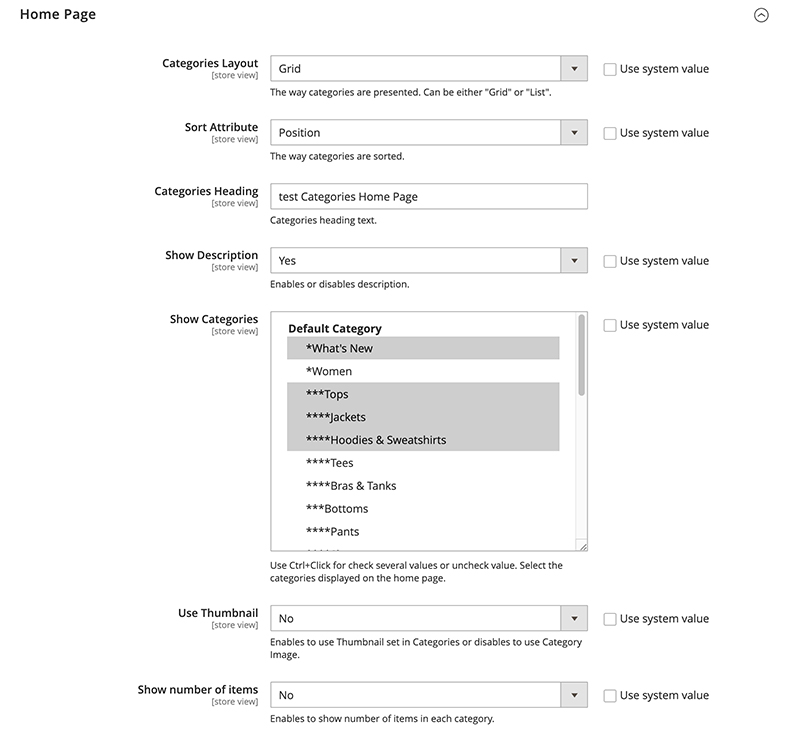 Home Page
Categories Layout
[store view]
Grid
Use system value
The way categories are presented. Can be either "Grid" or "List".
Sort Attribute
[store view]
Position
Use system value
The way categories are sorted.
Categories Heading
[store view]
test Categories Home Page
Categories heading text.
Show Description
[store view]
Yes
Use system value
Enables or disables description.
Show Categories
[store view]
Default Category
*What's New
*Women
***Tops
****Jackets
****Hoodies & Sweatshirts
****Tees
****Bras & Tanks
***Bottoms
****Pants
Use system value
Use Ctrl+Click for check several values or uncheck value. Select the
categories displayed on the home page.
Use Thumbnail
[store view]
No
Use system value
Enables to use Thumbnail set in Categories or disables to use Category
Image.
Show number of items
[store view]
No
Use system value
Enables to show number of items in each category.